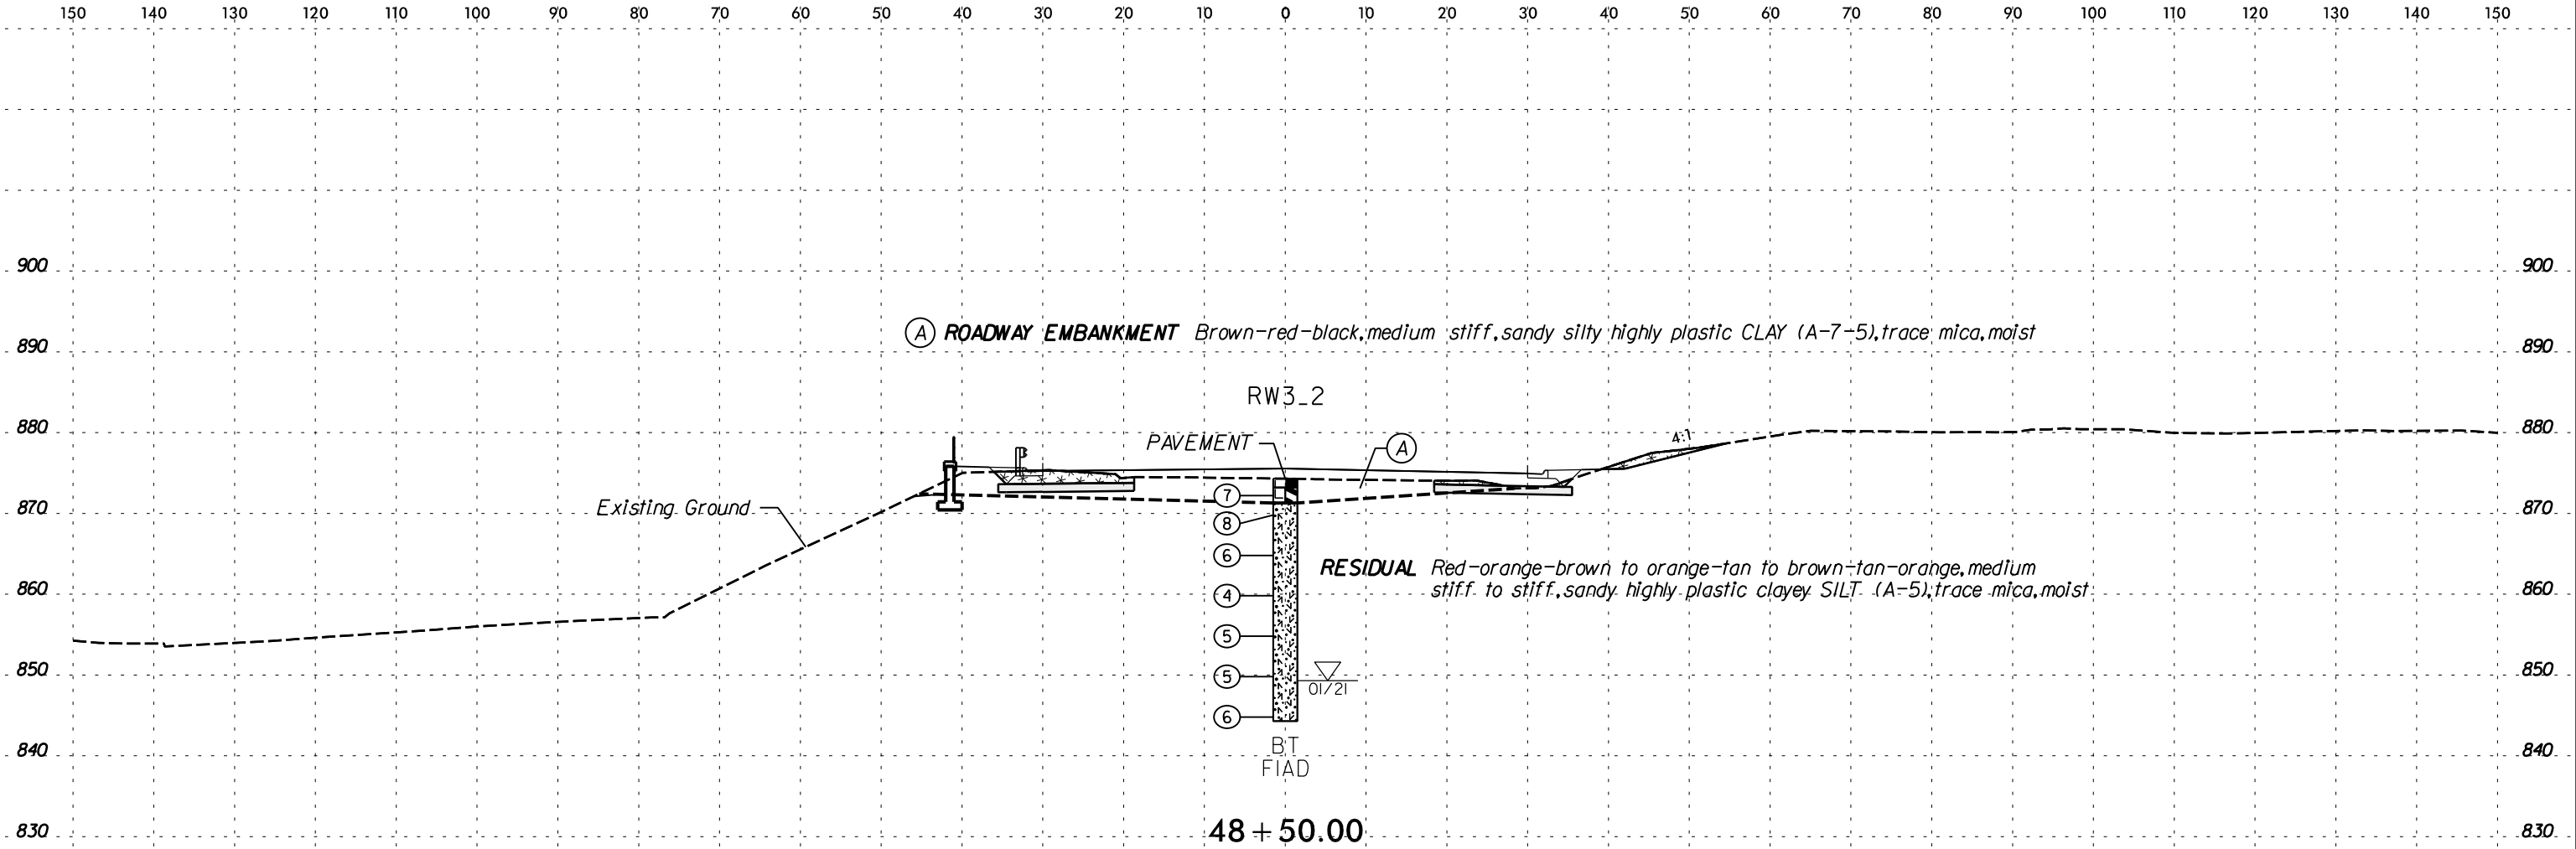 150 140 130 120 110 100 90 80 70 60 50 40 30 20 10 0 10 20 30 40 50 60 70 80 90 100 110 120 130 140 150
900 900
A ROADWAY EMBANKMENT Brown-red-black, medium stiff, sandy silty highly plastic CLAY (A-7-5), trace mica, moist
890 890
RW3_2
880 880
PAVEMENT A 4:1
Existing Ground
7
870 870
8
6
RESIDUAL Red-orange-brown to orange-tan to brown-tan-orange, medium
stiff to stiff, sandy highly plastic clayey SILT (A-5), trace mica, moist
860 860
4
5
850 850
5
01/21
6
BT
840 840
FIAD
48+50.00
830 830